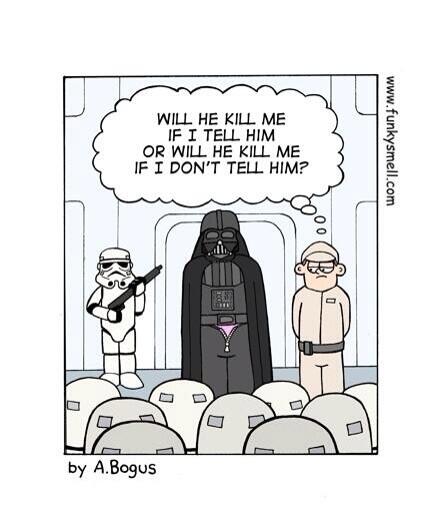 WILL HE KILL ME
IF I TELL HIM
OR WILL HE KILL ME
IF I DON'T TELL HIM?
www.funkysmell.com
by A.Bogus